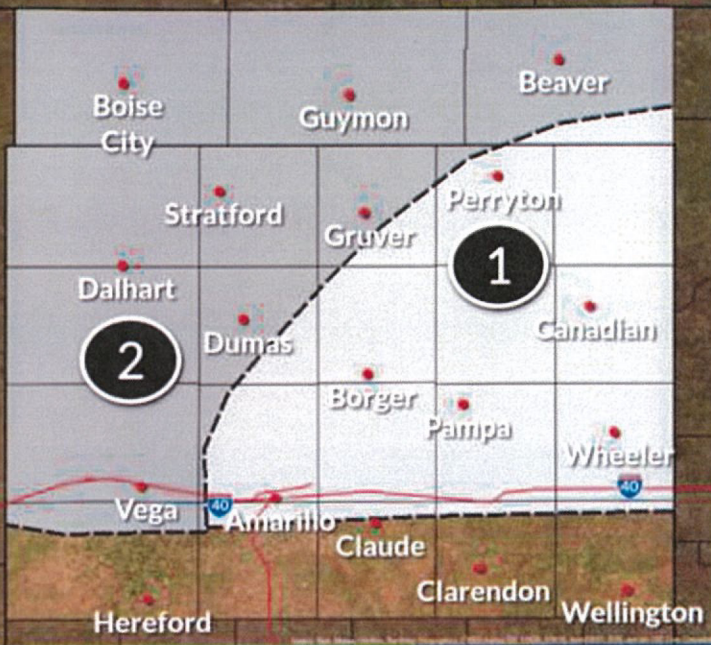 Boise
City
Guymon
Beaver
Stratford
Gruver
Perryton
1
Dalhart
Dumas
Canadian
2
Borger
Pampa
Wheeler
40
Vega
40
Amarillo
Claude
Clarendon
Wellington
Hereford